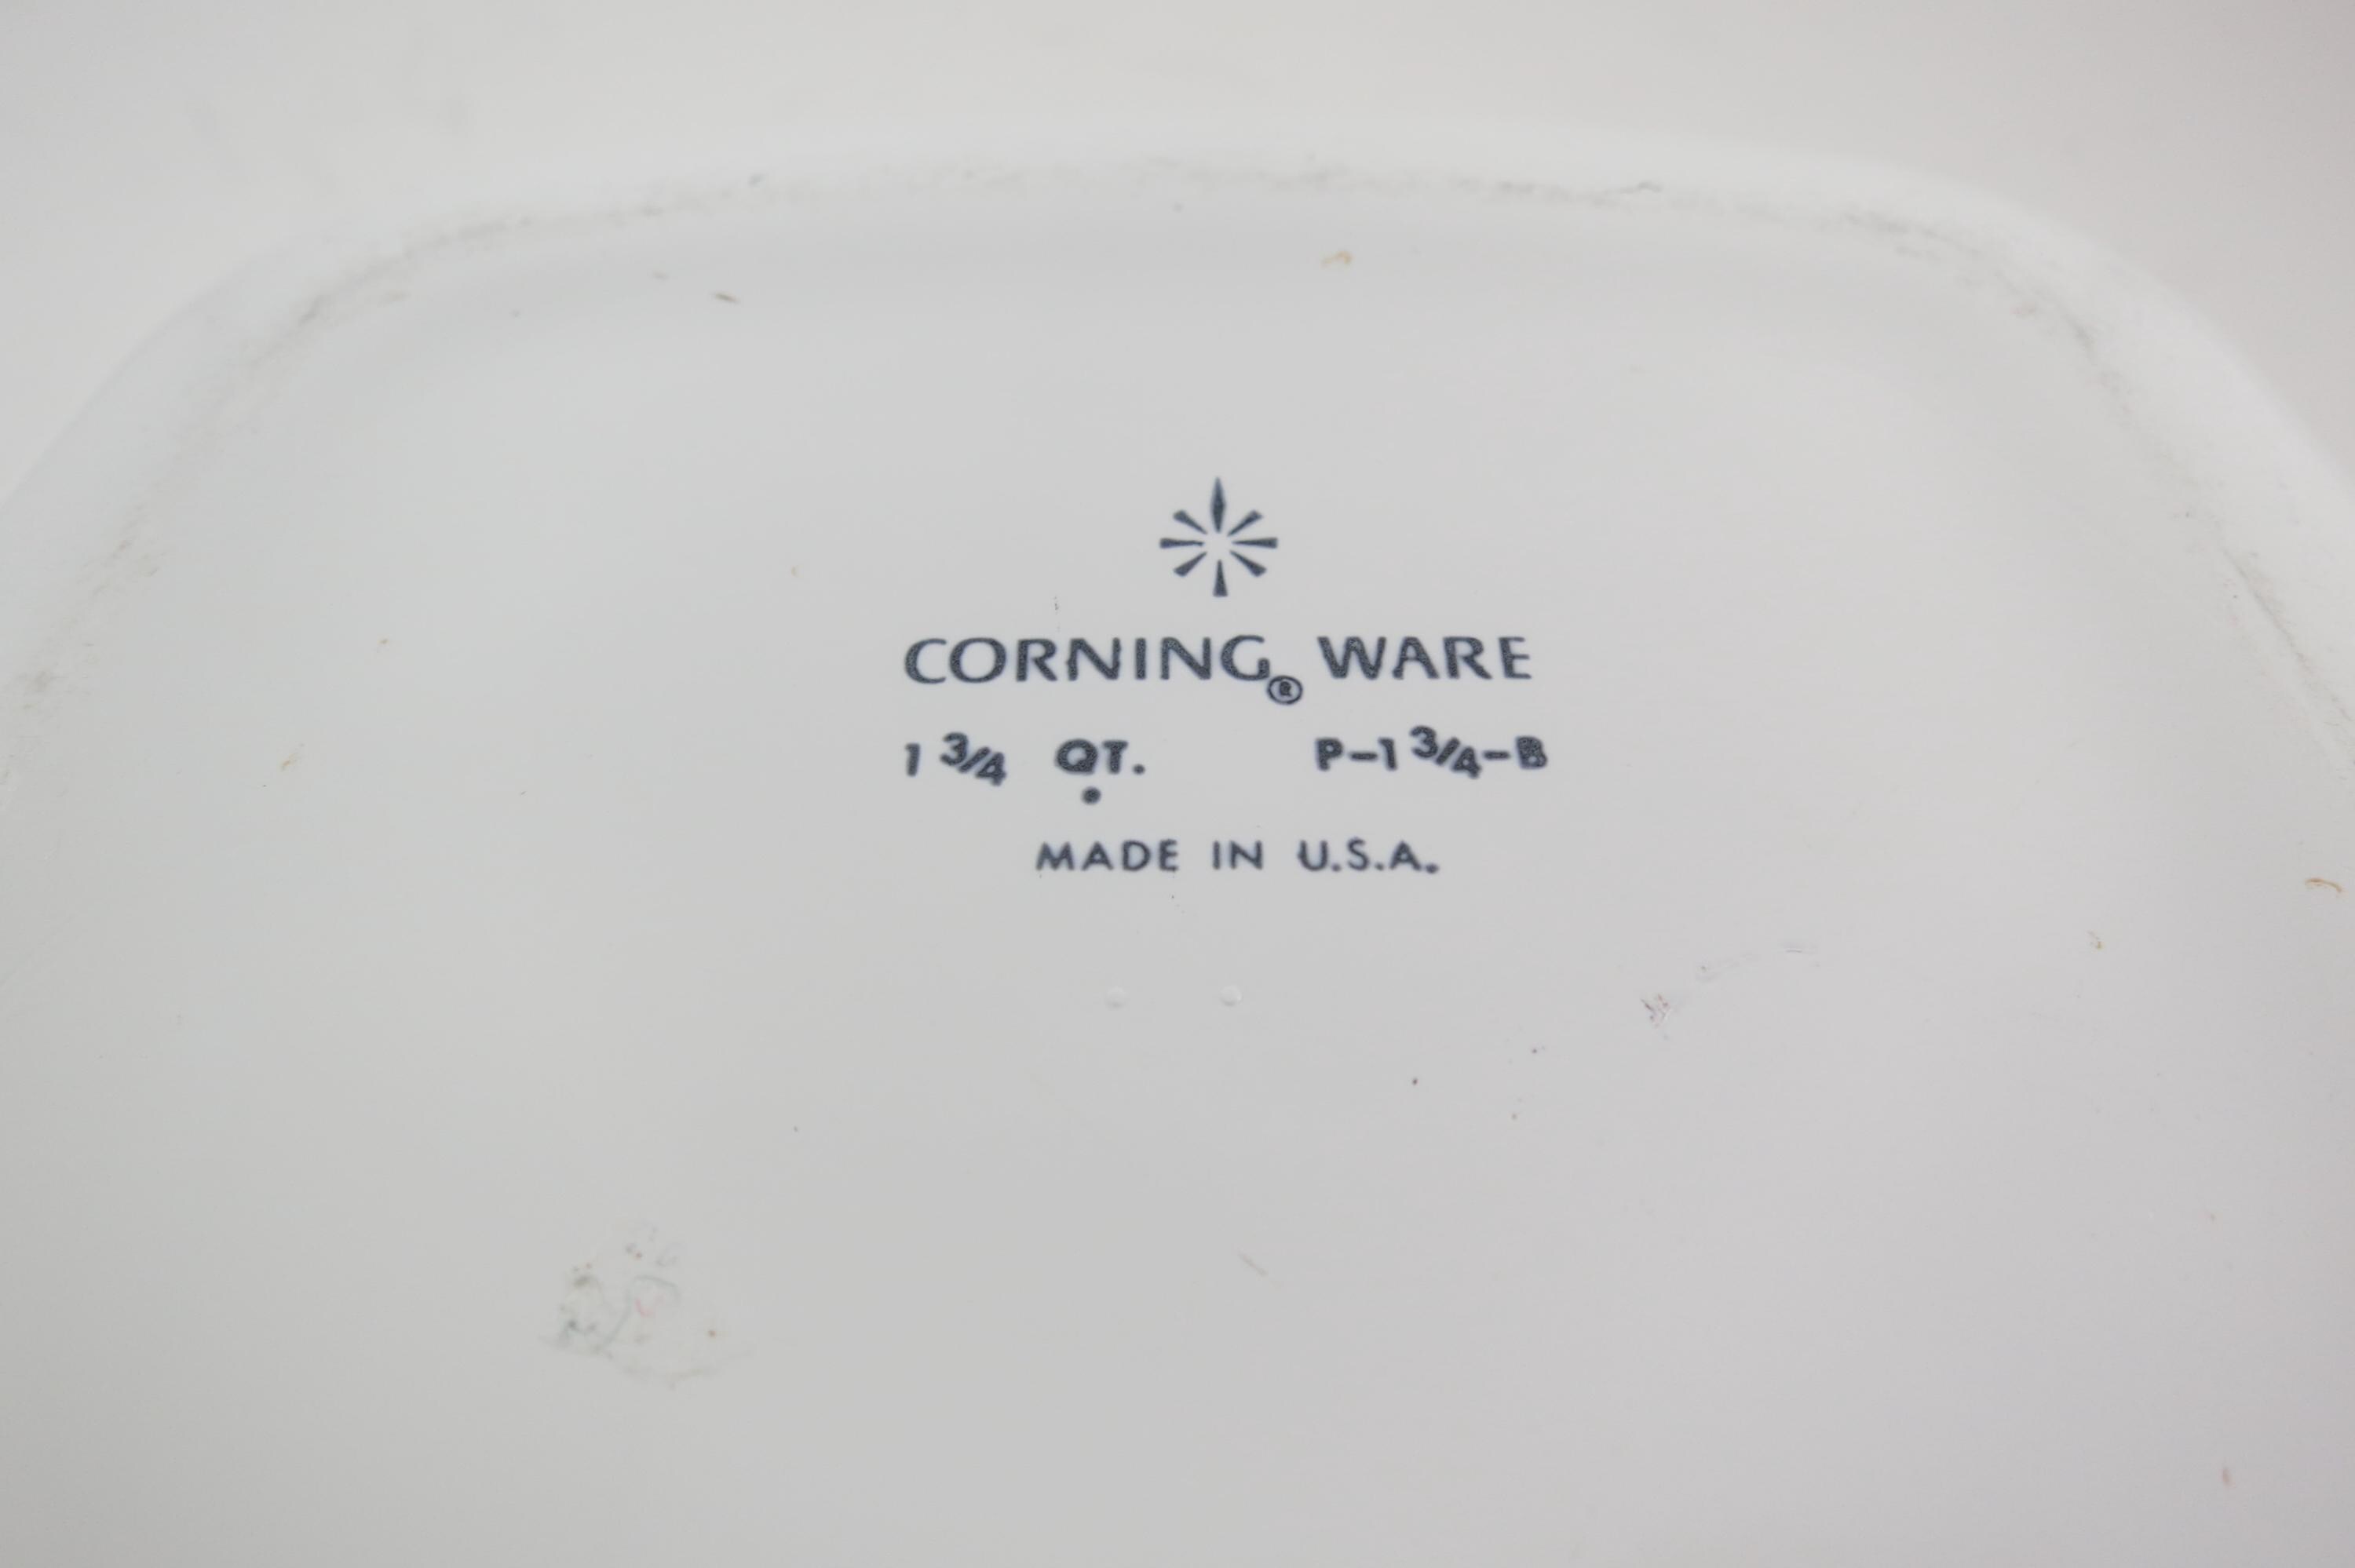 CORNING® WARE
1 3/4 QT. P-1 3/4-B
MADE IN U.S.A.